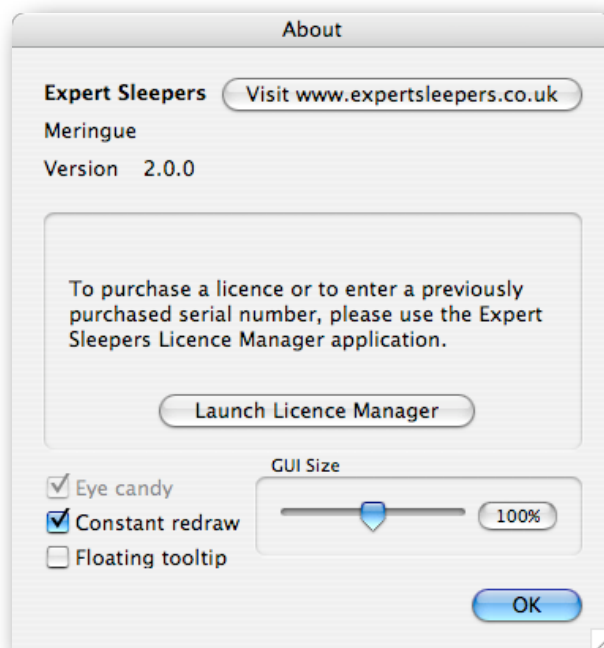 About
Expert Sleepers
Visit www.expertsleepers.co.uk
Meringue
Version 2.0.0
To purchase a licence or to enter a previously
purchased serial number, please use the Expert
Sleepers Licence Manager application.
Launch Licence Manager
GUI Size
Eye candy
Constant redraw
100%
Floating tooltip
OK